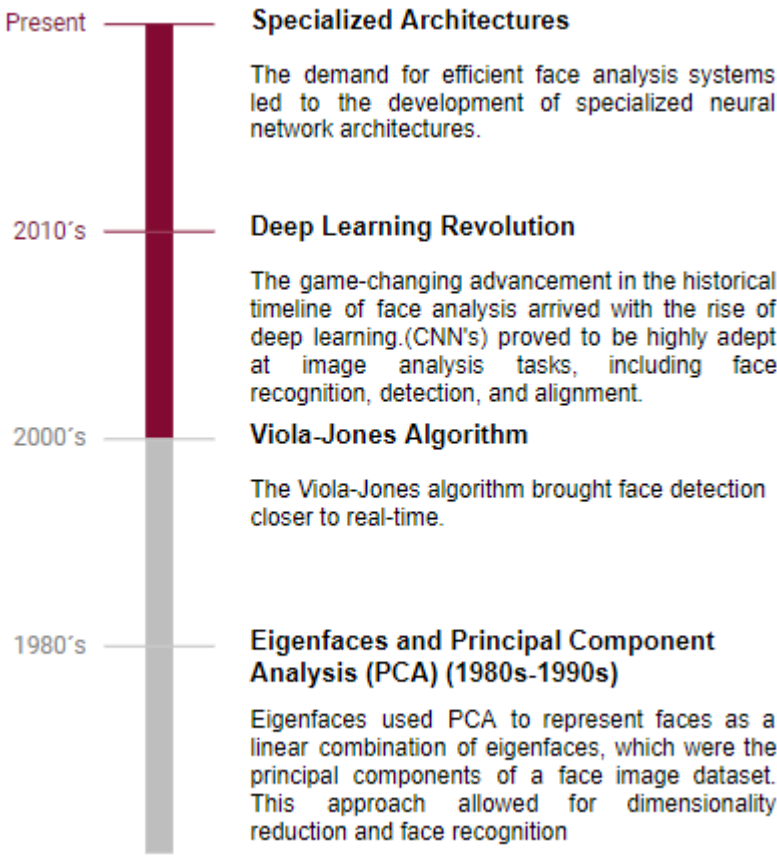 Present
Specialized Architectures
The demand for efficient face analysis systems
led to the development of specialized neural
network architectures.
2010´s
Deep Learning Revolution
The game-changing advancement in the historical
timeline of face analysis arrived with the rise of
deep learning.(CNN's) proved to be highly adept
at image analysis tasks, including face
recognition, detection, and alignment.
2000´s
Viola-Jones Algorithm
The Viola-Jones algorithm brought face detection
closer to real-time.
1980´s
Eigenfaces and Principal Component
Analysis (PCA) (1980s-1990s)
Eigenfaces used PCA to represent faces as a
linear combination of eigenfaces, which were the
principal components of a face image dataset.
This approach allowed for dimensionality
reduction and face recognition